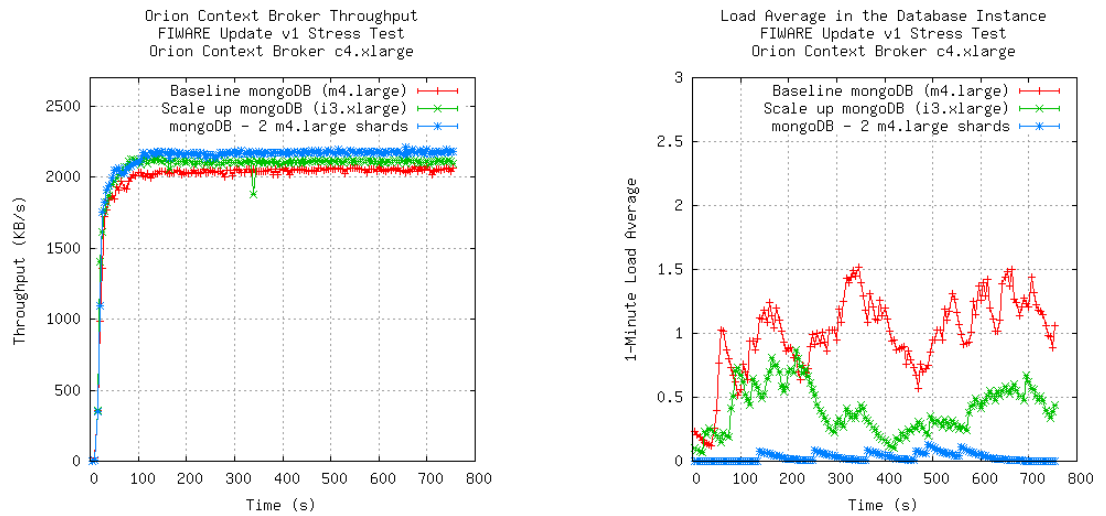 Orion Context Broker Throughput
FIWARE Update v1 Stress Test
Orion Context Broker c4.xlarge
2500
2000
1500
1000
500
0
Throughput (KB/s)
Baseline mongoDB (m4.large)
Scale up mongoDB (i3.xlarge)
mongoDB - 2 m4.large shards
0 100 200 300 400 500 600 700 800
Time (s)
Load Average in the Database Instance
FIWARE Update v1 Stress Test
Orion Context Broker c4.xlarge
3
2.5
2
1.5
1
0.5
0
1-Minute Load Average
Baseline mongoDB (m4.large)
Scale up mongoDB (i3.xlarge)
mongoDB - 2 m4.large shards
0 100 200 300 400 500 600 700 800
Time (s)